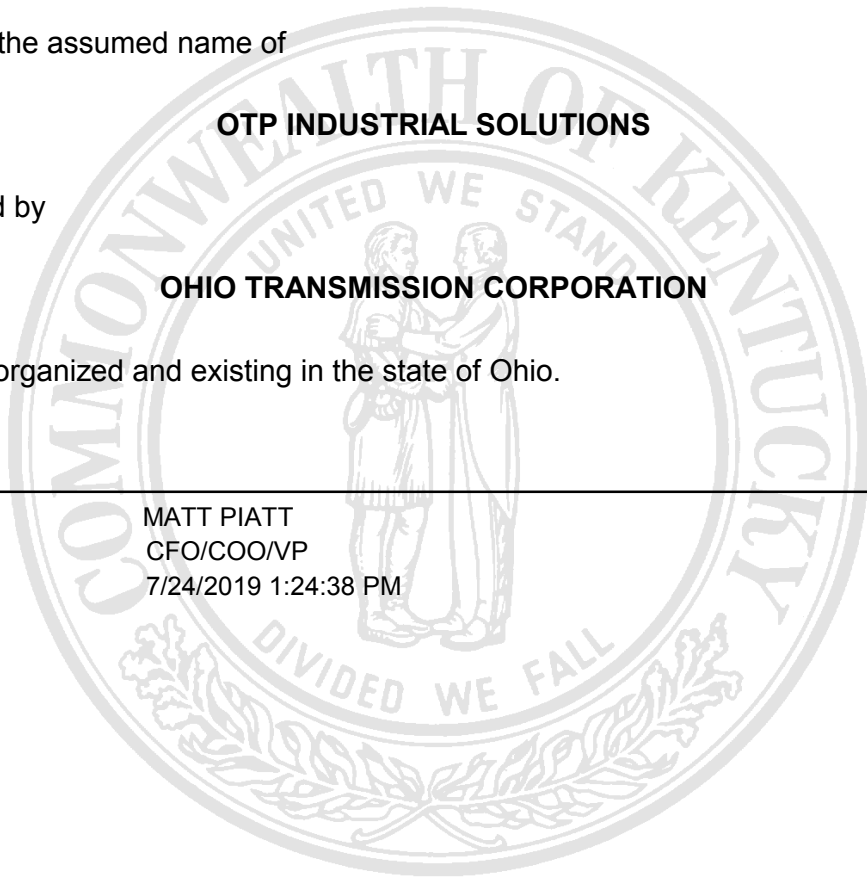 the assumed name of
OTP INDUSTRIAL SOLUTIONS
d by
OHIO TRANSMISSION CORPORATION
organized and existing in the state of Ohio.
MATT PIATT
CFO/COO/VP
7/24/2019 1:24:38 PM
COMMONWEALTH OF KENTUCKY
UNITED WE STAND
DIVIDED WE FALL